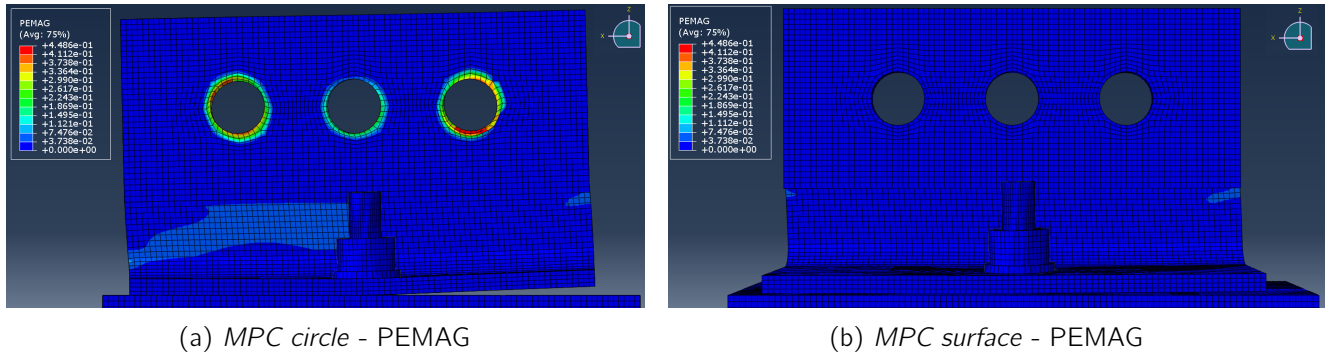 PEMAG
(Avg: 75%)
+4.486e-01
+4.112e-01
+3.738e-01
+3.364e-01
+2.990e-01
+2.617e-01
+2.243e-01
+1.869e-01
+1.495e-01
+1.121e-01
+7.476e-02
+3.738e-02
+0.000e+00
Z
X
PEMAG
(Avg: 75%)
+4.486e-01
+4.112e-01
+3.738e-01
+3.364e-01
+2.990e-01
+2.617e-01
+2.243e-01
+1.869e-01
+1.495e-01
+1.121e-01
+7.476e-02
+3.738e-02
+0.000e+00
Z
X
(a) MPC circle - PEMAG
(b) MPC surface - PEMAG